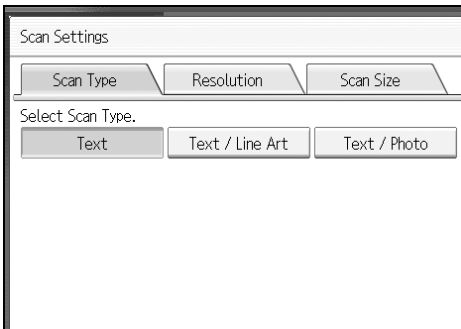 Scan Settings
Scan Type Resolution Scan Size
Select Scan Type.
Text Text / Line Art Text / Photo